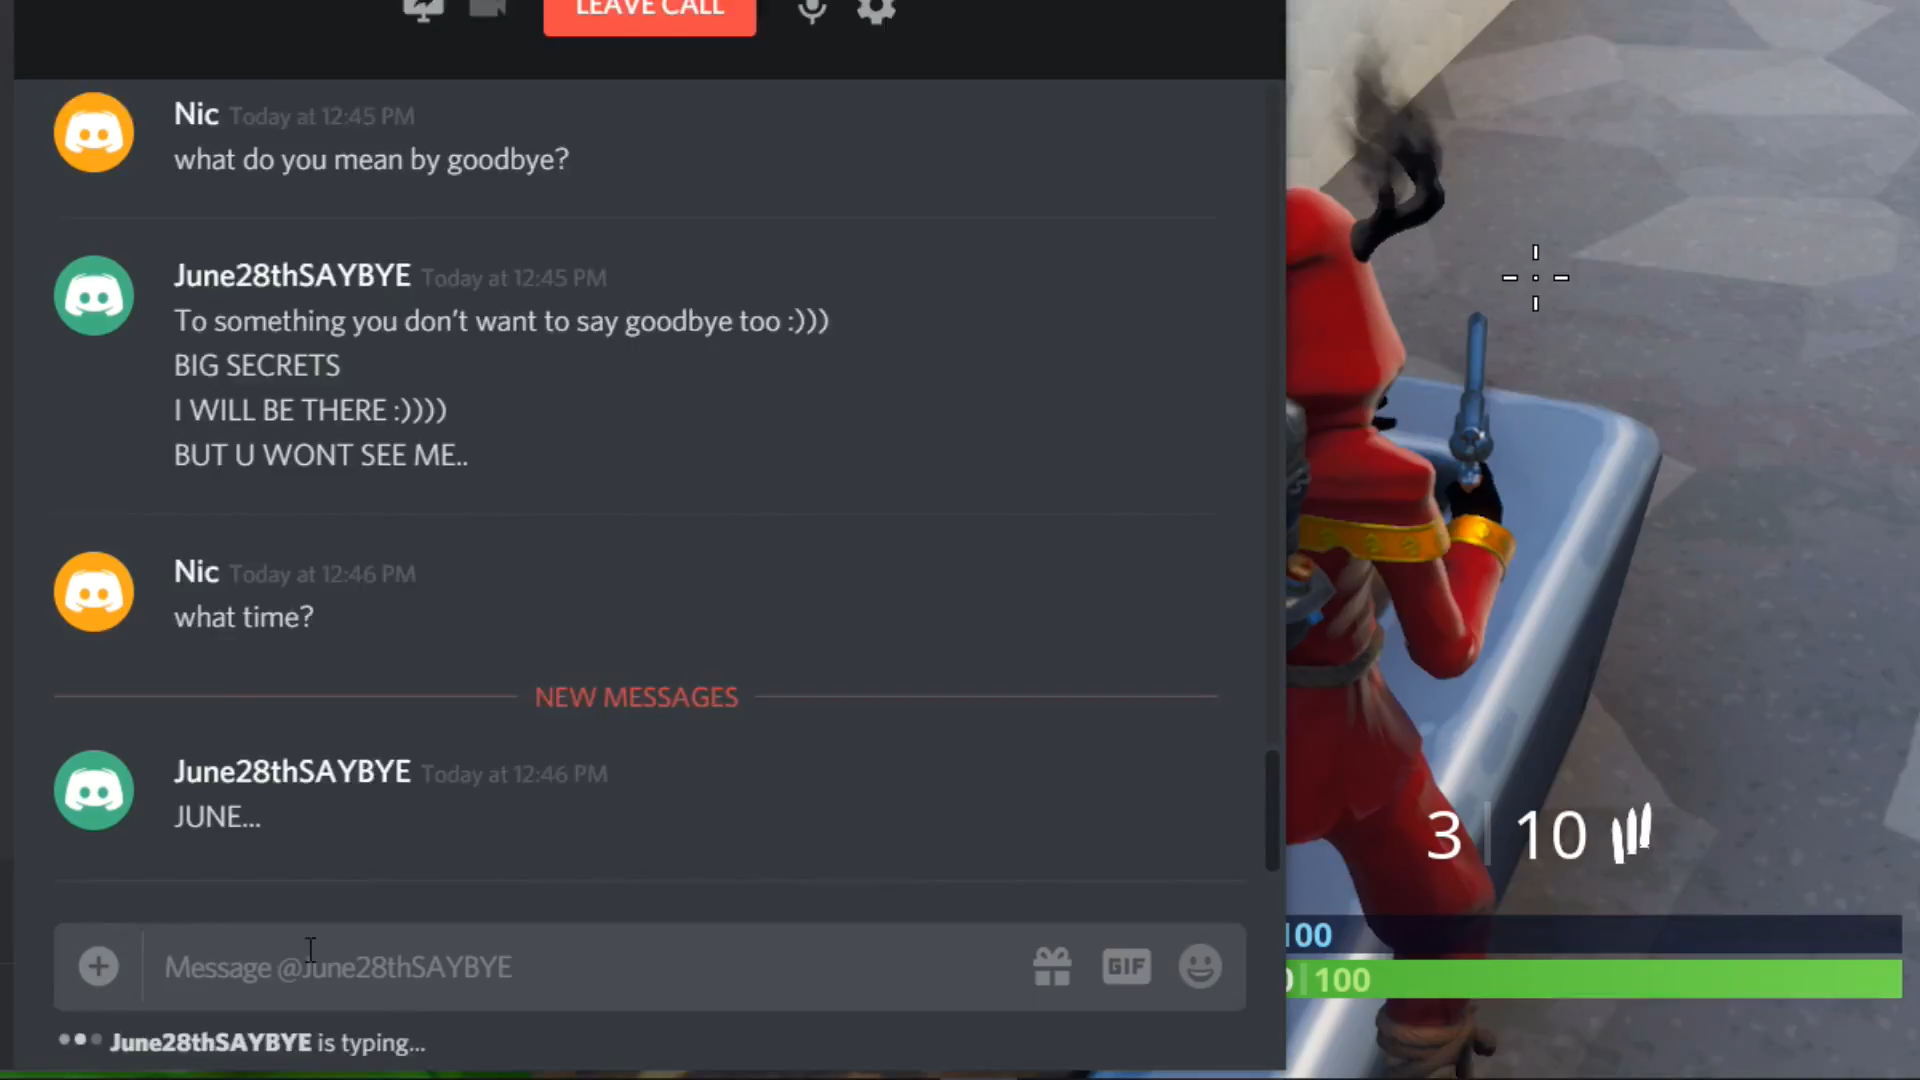 LEAVE CALL
Nic Today at 12:45 PM
what do you mean by goodbye?
June28thSAYBYE Today at 12:45 PM
To something you don't want to say goodbye too :)))
BIG SECRETS
I WILL BE THERE :))))
BUT U WONT SEE ME..
Nic Today at 12:46 PM
what time?
NEW MESSAGES
June28thSAYBYE Today at 12:46 PM
JUNE...
Message @June28thSAYBYE
GIF
June28thSAYBYE is typing...
3 | 10
100
| 100